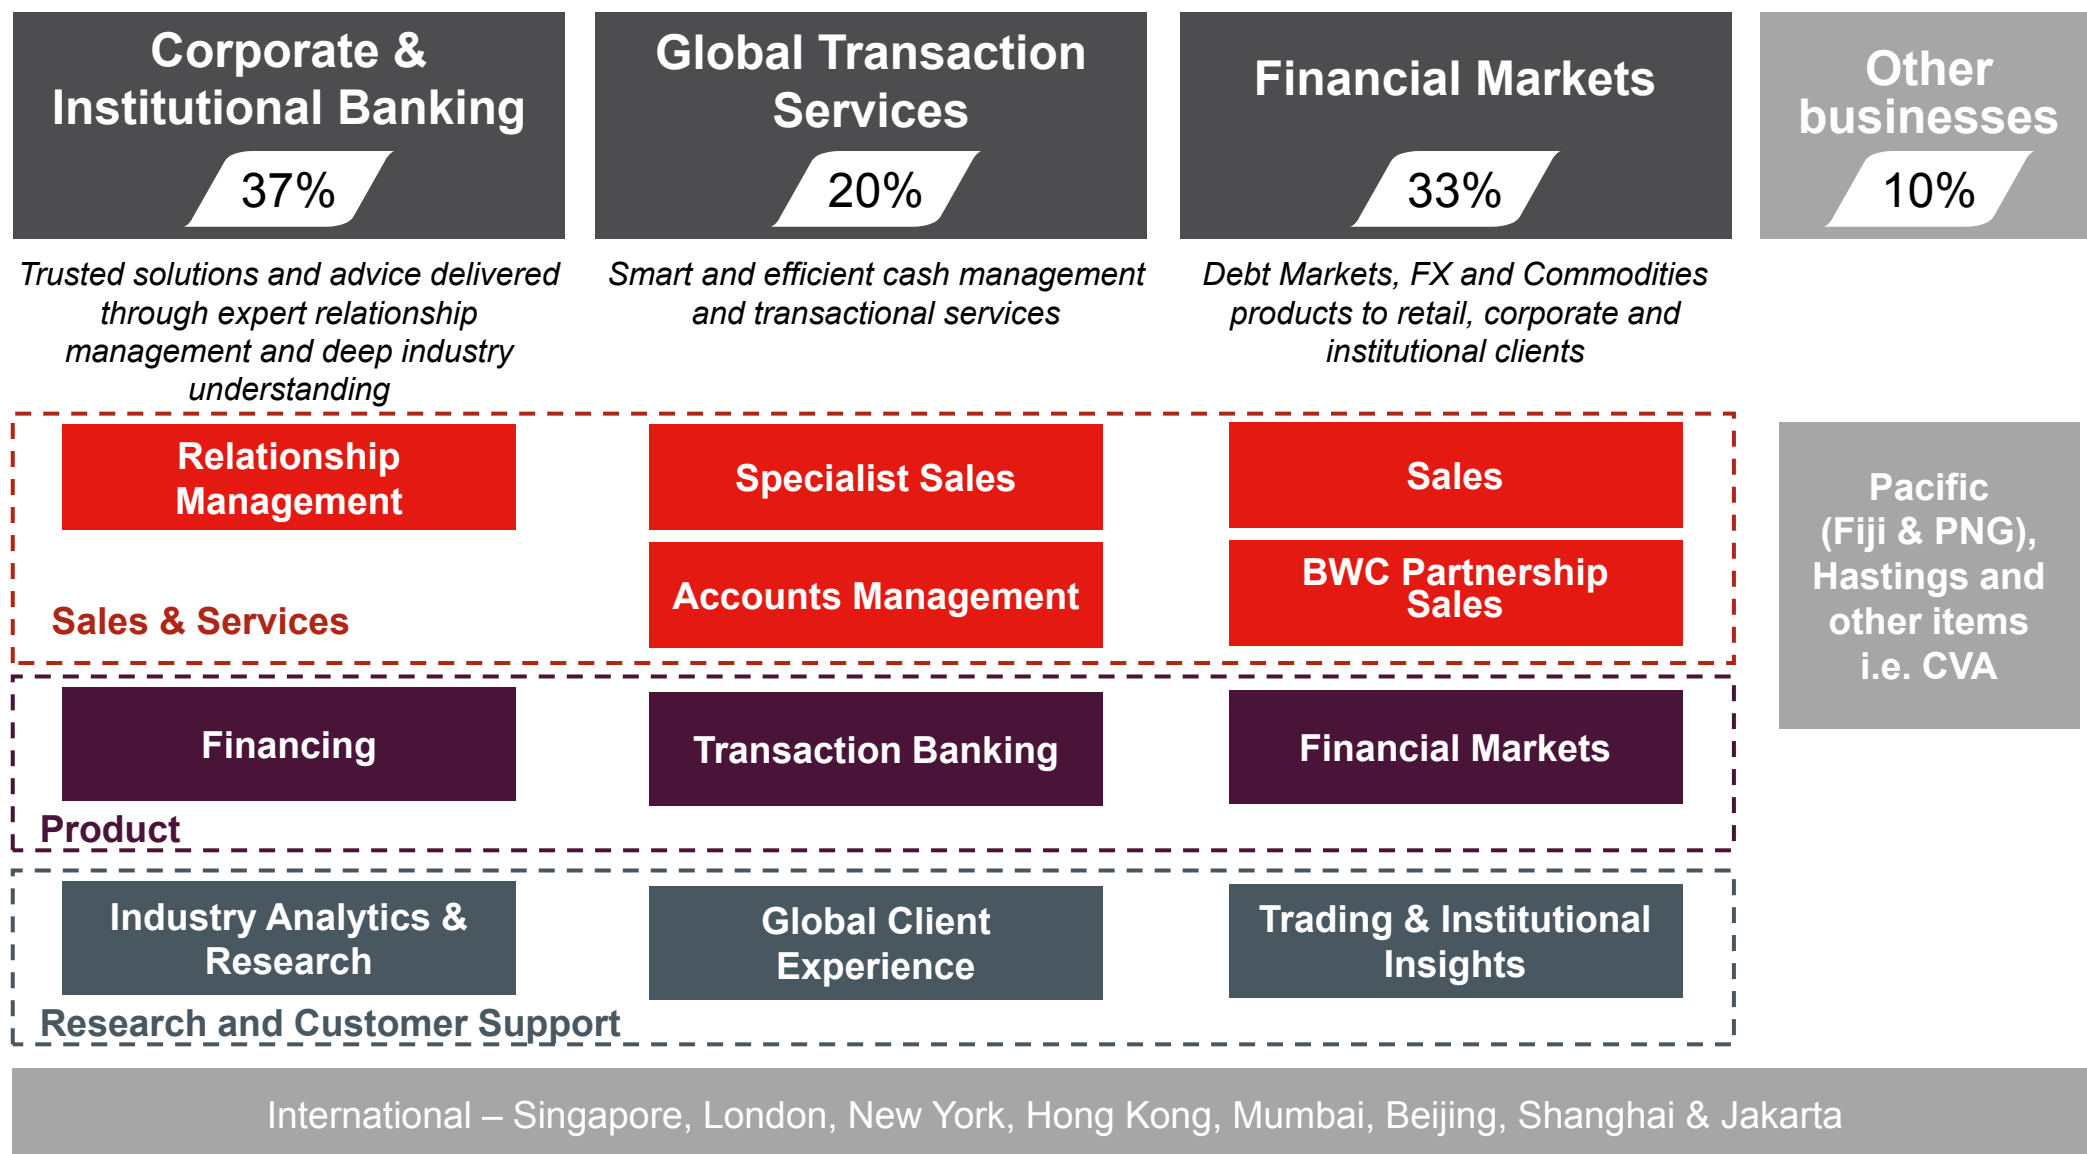 Corporate &
Institutional Banking
37%
Global Transaction
Services
20%
Financial Markets
33%
Other
businesses
10%
Trusted solutions and advice delivered
through expert relationship
management and deep industry
understanding
Smart and efficient cash management
and transactional services
Debt Markets, FX and Commodities
products to retail, corporate and
institutional clients
Relationship
Management
Specialist Sales
Sales
Accounts Management
BWC Partnership
Sales
Sales & Services
Pacific
(Fiji & PNG),
Hastings and
other items
i.e. CVA
Financing
Transaction Banking
Financial Markets
Product
Industry Analytics &
Research
Global Client
Experience
Trading & Institutional
Insights
Research and Customer Support
International – Singapore, London, New York, Hong Kong, Mumbai, Beijing, Shanghai & Jakarta